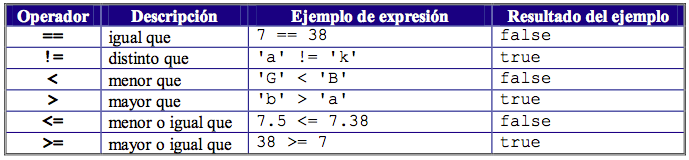 Operador Descripción Ejemplo de expresión Resultado del ejemplo
== igual que 7 == 38 false
!= distinto que 'a' != 'k' true
< menor que 'G' < 'B' false
> mayor que 'b' > 'a' true
<= menor o igual que 7.5 <= 7.38 false
>= mayor o igual que 38 >= 7 true